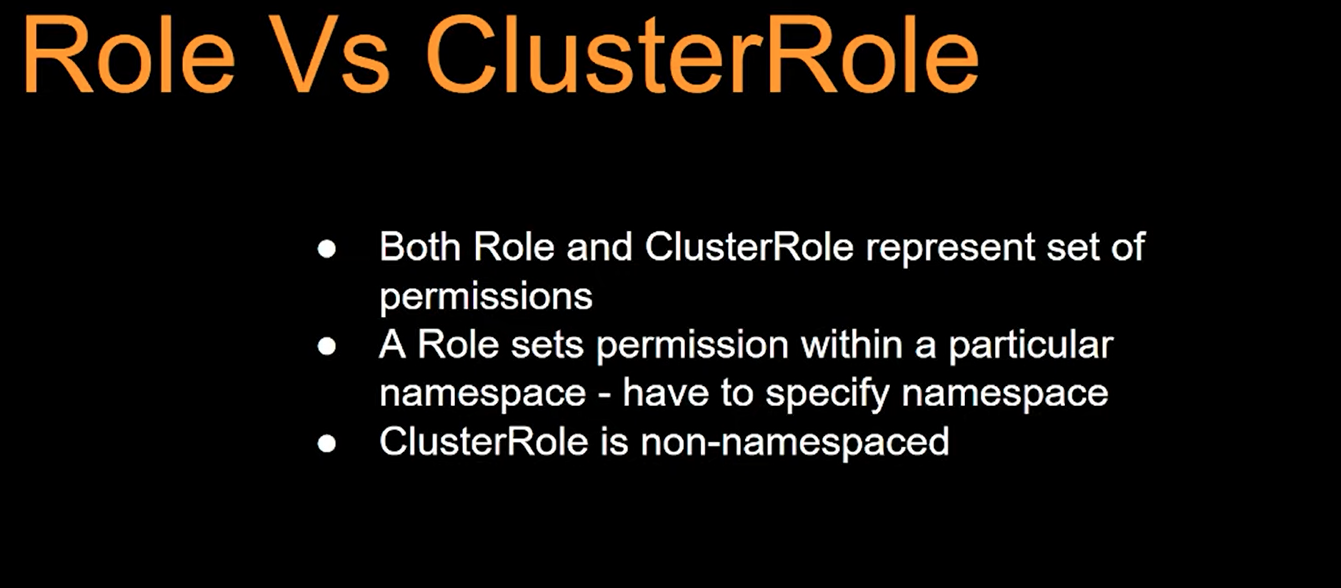 Role Vs ClusterRole
● Both Role and ClusterRole represent set of
permissions
● A Role sets permission within a particular
namespace - have to specify namespace
● ClusterRole is non-namespaced